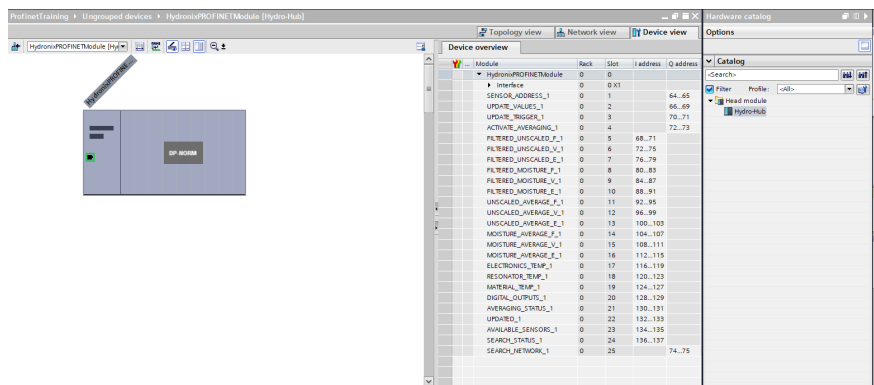 ProfinetTraining ▸ Ungrouped devices ▸ HydronixPROFINETModule [Hydro-Hub]
Topology view Network view Device view
HydronixPROFINETModule [Hy
HydronixPROFINE...
DP-NORM
Device overview
... Module Rack Slot I address Q address
HydronixPROFINETModule 0 0
Interface 0 0 X1
SENSOR_ADDRESS_1 0 1 64...65
UPDATE_VALUES_1 0 2 66...69
UPDATE_TRIGGER_1 0 3 70...71
ACTIVATE_AVERAGING_1 0 4 72...73
FILTERED_UNSCALED_F_1 0 5 68...71
FILTERED_UNSCALED_V_1 0 6 72...75
FILTERED_UNSCALED_E_1 0 7 76...79
FILTERED_MOISTURE_F_1 0 8 80...83
FILTERED_MOISTURE_V_1 0 9 84...87
FILTERED_MOISTURE_E_1 0 10 88...91
UNSCALED_AVERAGE_F_1 0 11 92...95
UNSCALED_AVERAGE_V_1 0 12 96...99
UNSCALED_AVERAGE_E_1 0 13 100...103
MOISTURE_AVERAGE_F_1 0 14 104...107
MOISTURE_AVERAGE_V_1 0 15 108...111
MOISTURE_AVERAGE_E_1 0 16 112...115
ELECTRONICS_TEMP_1 0 17 116...119
RESONATOR_TEMP_1 0 18 120...123
MATERIAL_TEMP_1 0 19 124...127
DIGITAL_OUTPUTS_1 0 20 128...129
AVERAGING_STATUS_1 0 21 130...131
UPDATED_1 0 22 132...133
AVAILABLE_SENSORS_1 0 23 134...135
SEARCH_STATUS_1 0 24 136...137
SEARCH_NETWORK_1 0 25 74...75
Hardware catalog
Options
Catalog
<Search>
Filter Profile: <All>
Head module
Hydro-Hub